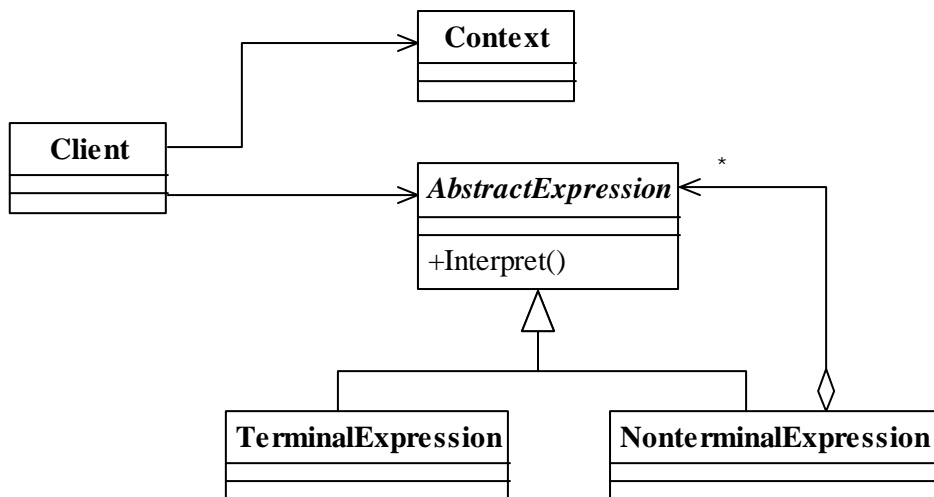 Context
Client
*
AbstractExpression
+Interpret()
TerminalExpression
NonterminalExpression